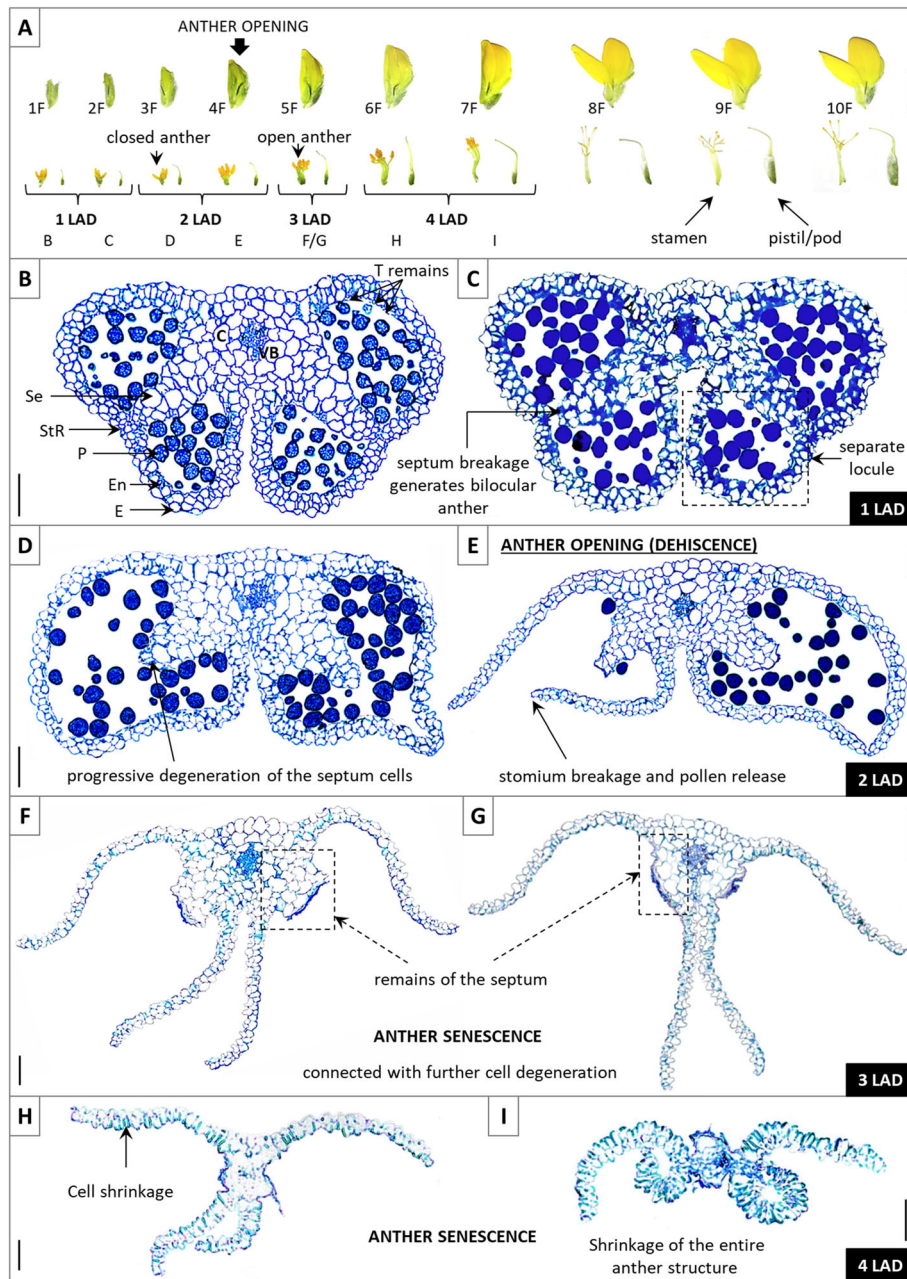 A
ANTHER OPENING
1F 2F 3F 4F 5F 6F 7F 8F 9F 10F
closed anther open anther
1 LAD 2 LAD 3 LAD 4 LAD
B C D E F/G H I
stamen pistil/pod
B
T remains
C
VB
Se
StR
P
En
E
C
septum breakage
generates bilocular
anther
separate
locule
1 LAD
D
progressive degeneration of the septum cells
E
ANTHER OPENING (DEHISCENCE)
stomium breakage and pollen release
2 LAD
F
G
remains of the septum
ANTHER SENESCENCE
connected with further cell degeneration
3 LAD
H
Cell shrinkage
ANTHER SENESCENCE
I
Shrinkage of the entire
anther structure
4 LAD